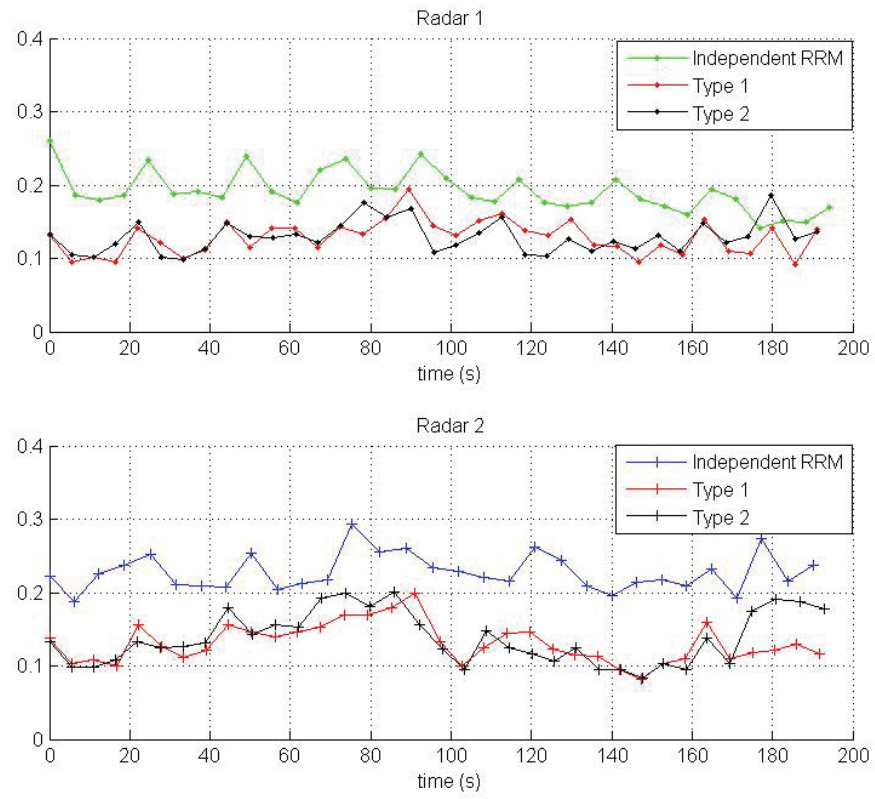 Radar 1
0.4
0.3
0.2
0.1
0
Independent RRM
Type 1
Type 2
0 20 40 60 80 100 120 140 160 180 200
time (s)
Radar 2
0.4
0.3
0.2
0.1
0
Independent RRM
Type 1
Type 2
0 20 40 60 80 100 120 140 160 180 200
time (s)